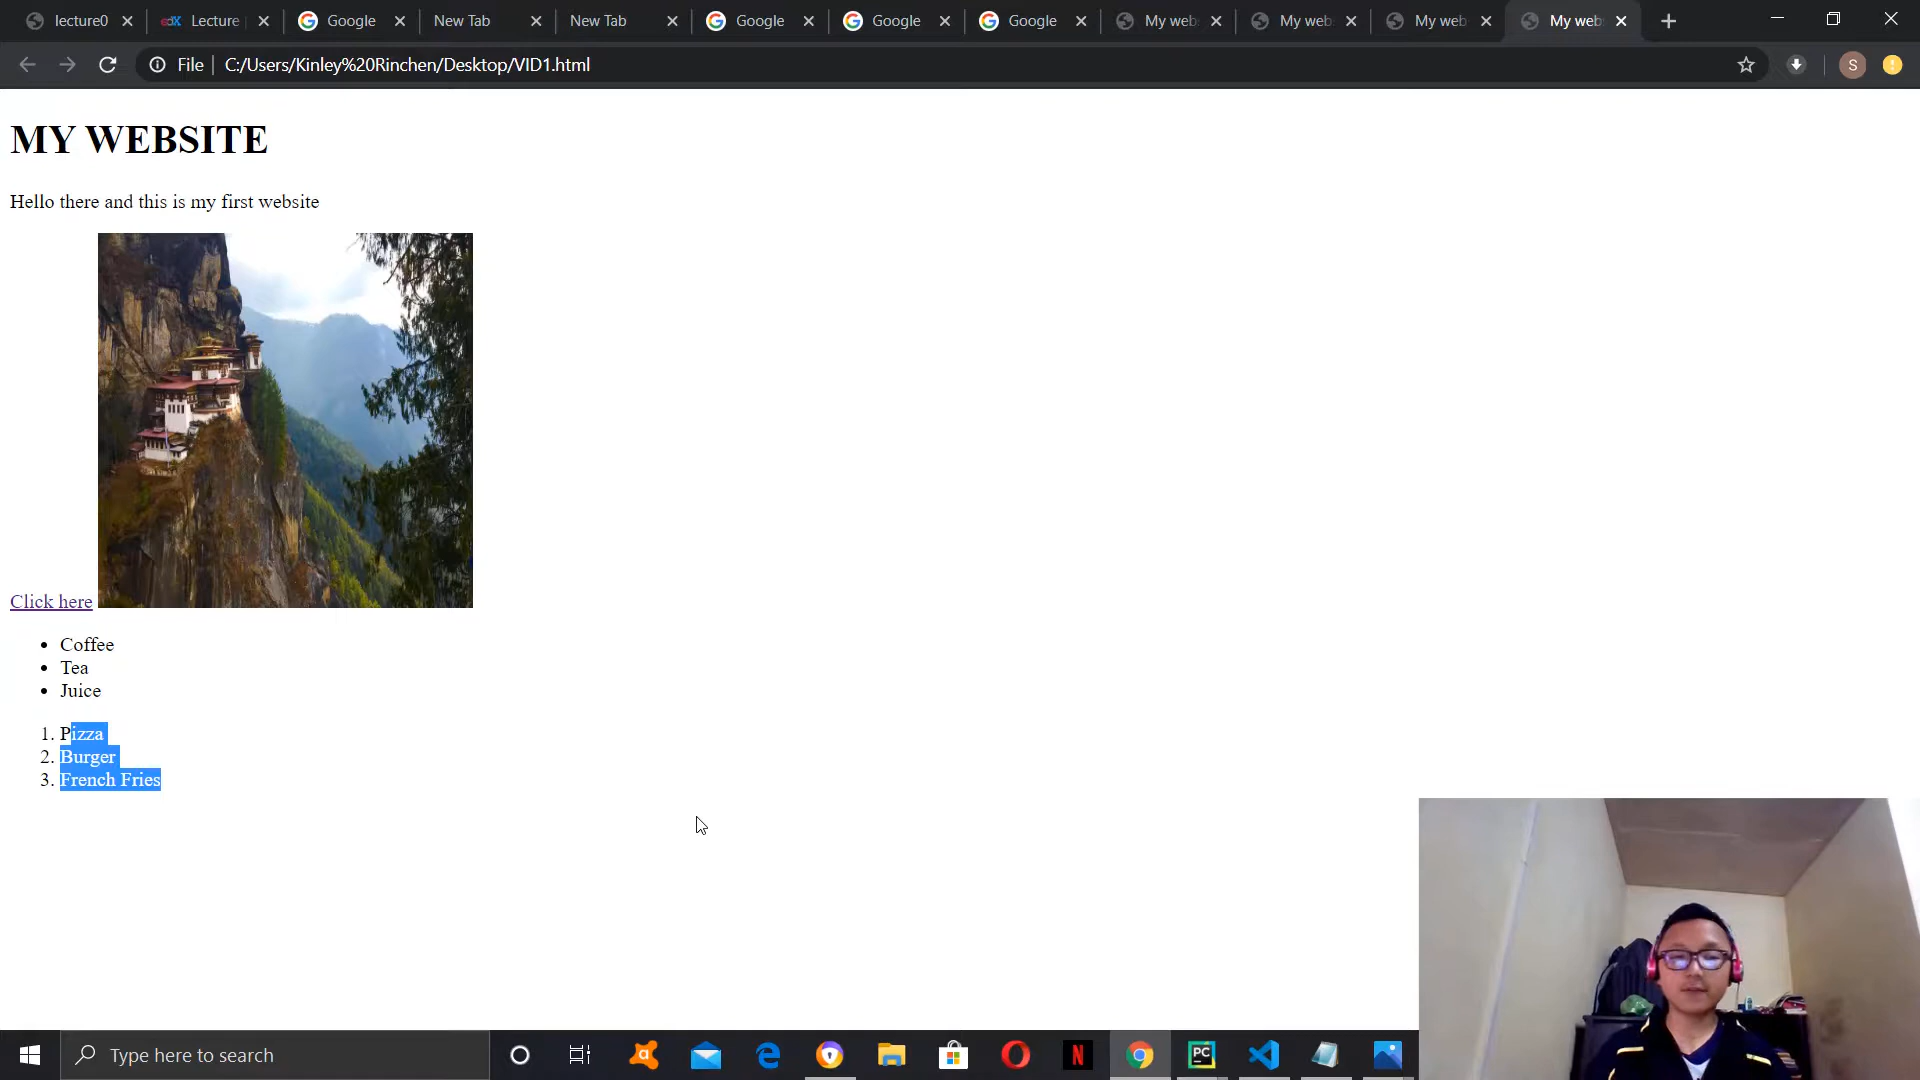 lecture0
edX Lecture
Google
New Tab
New Tab
Google
Google
Google
My web
My web
My web
My web
File C:/Users/Kinley%20Rinchen/Desktop/VID1.html
S
MY WEBSITE
Hello there and this is my first website
Click here
Coffee
Tea
Juice
1. Pizza
2. Burger
3. French Fries
Type here to search
PC